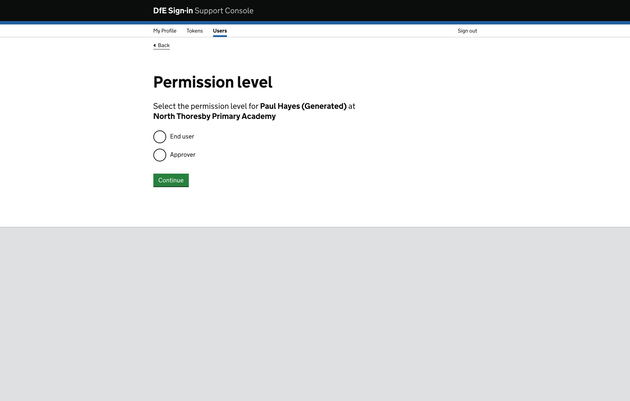 DfE Sign-in Support Console
My Profile Tokens Users Sign out
Back
Permission level
Select the permission level for Paul Hayes (Generated) at
North Thoresby Primary Academy
End user
Approver
Continue